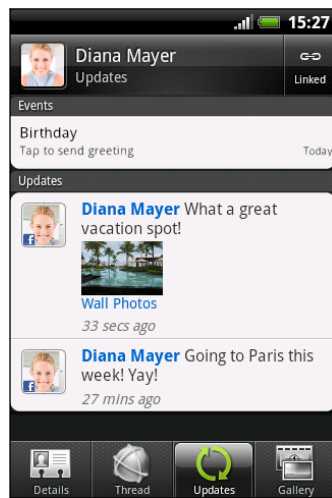 15:27
Diana Mayer
Updates
Linked
Events
Birthday
Tap to send greeting Today
Updates
Diana Mayer What a great
vacation spot!
f
Wall Photos
33 secs ago
Diana Mayer Going to Paris this
week! Yay!
f
27 mins ago
Details Thread Updates Gallery